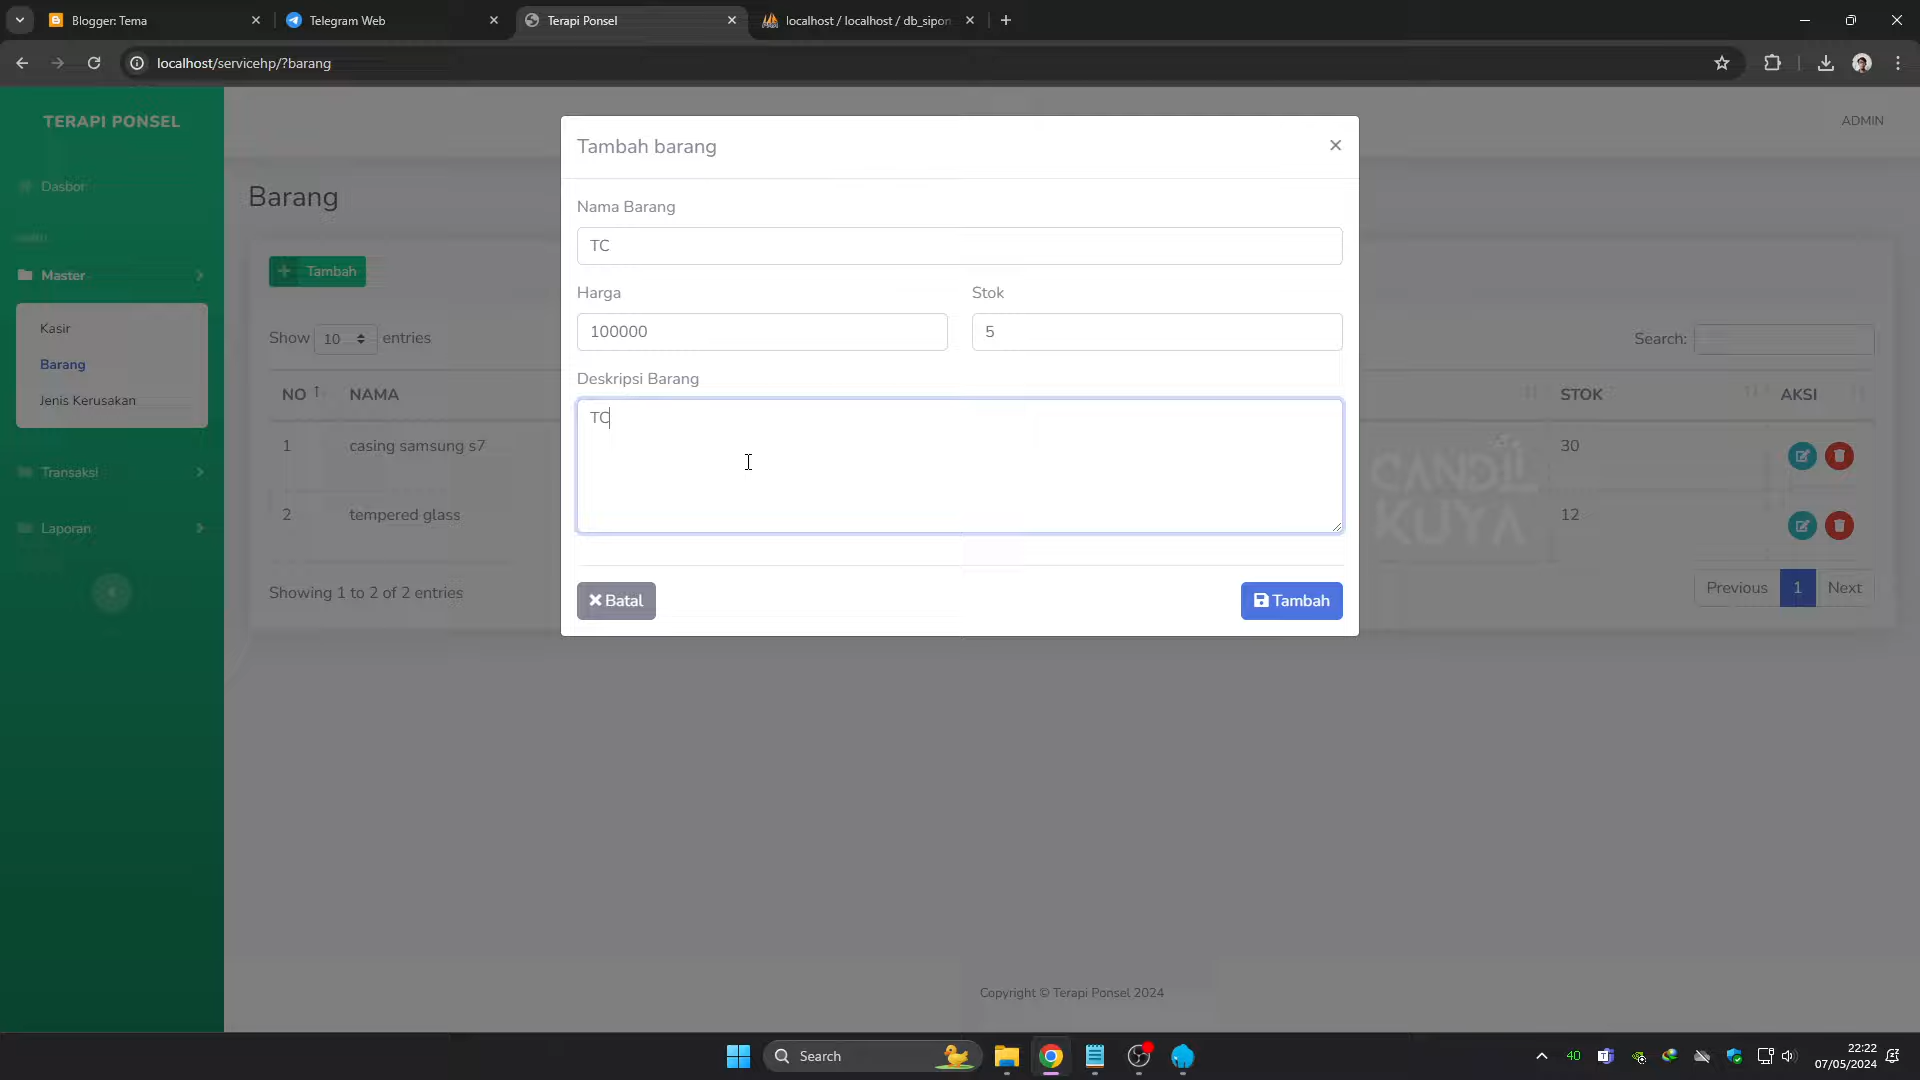 Blogger: Tema
Telegram Web
Terapi Ponsel
localhost / localhost / db_sipon
localhost/servicehp/?barang
TERAPI PONSEL
ADMIN
Dasbor
Barang
Master
Tambah
Kasir
Barang
Jenis Kerusakan
Transaksi
Laporan
Show 10 entries
Search:
NO NAMA STOK AKSI
1 casing samsung s7 30
2 tempered glass 12
Showing 1 to 2 of 2 entries
Previous 1 Next
Tambah barang
Nama Barang
TC
Harga Stok
100000 5
Deskripsi Barang
TC
Batal Tambah
CANDII KUYA
Copyright © Terapi Ponsel 2024
Search
40
22:22
07/05/2024